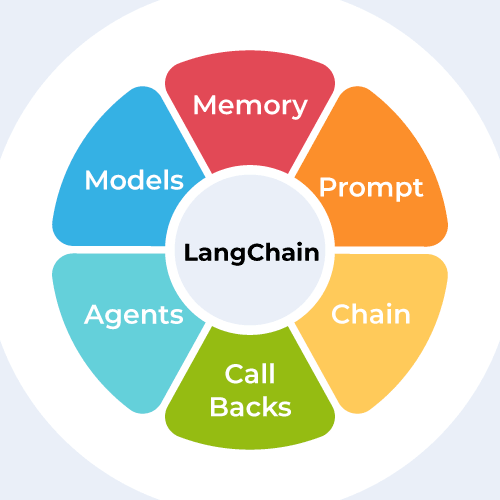 Memory
Models
Prompt
LangChain
Agents
Chain
Call
Backs